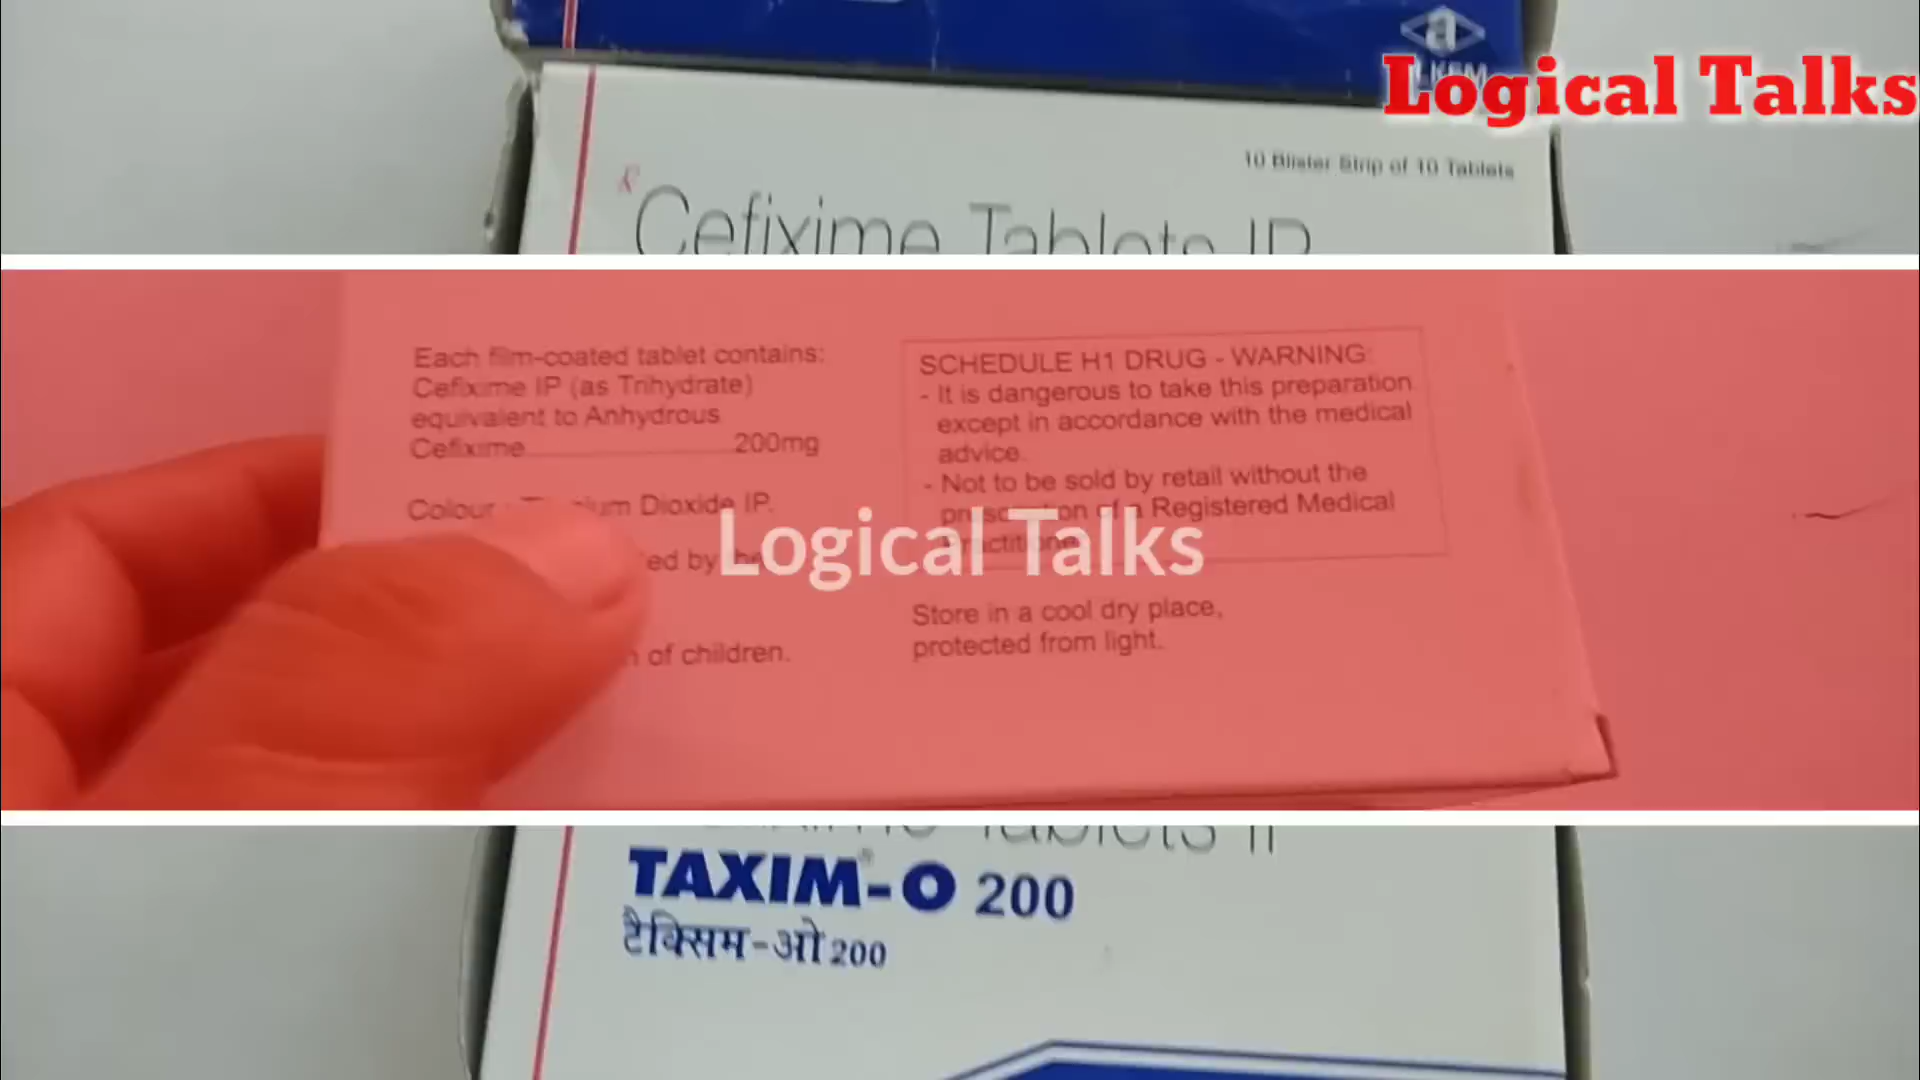 a
Logical Talks
10 Blister Strip of 10 Tablets
Cefixime Tablets IP
Each film-coated tablet contains:
Cefixime IP (as Trihydrate)
equivalent to Anhydrous
Cefixime 200mg
Colour Dioxide IP.
by
of children.
SCHEDULE H1 DRUG - WARNING:
- It is dangerous to take this preparation
except in accordance with the medical
advice.
- Not to be sold by retail without the
of a Registered Medical
Practitioner
Store in a cool dry place,
protected from light.
Logical Talks
TAXIM®-O 200
टैक्सिम-ओ 200